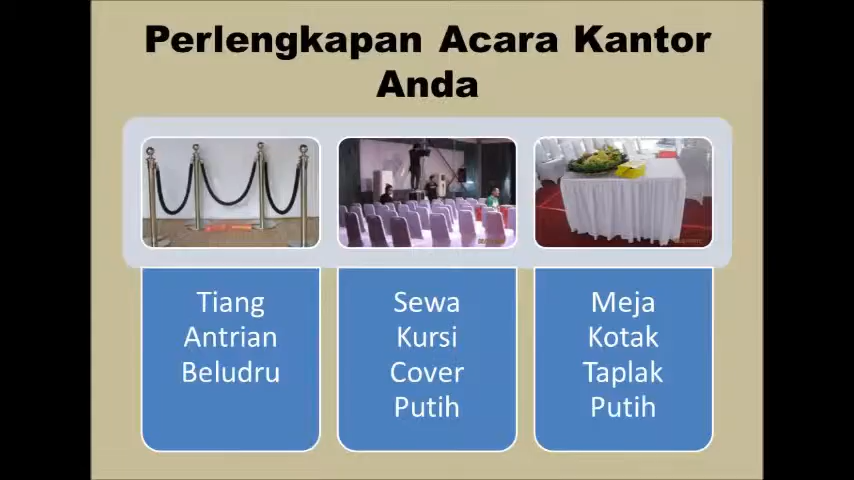 Perlengkapan Acara Kantor
Anda
Tiang
Antrian
Beludru
Sewa
Kursi
Cover
Putih
Meja
Kotak
Taplak
Putih